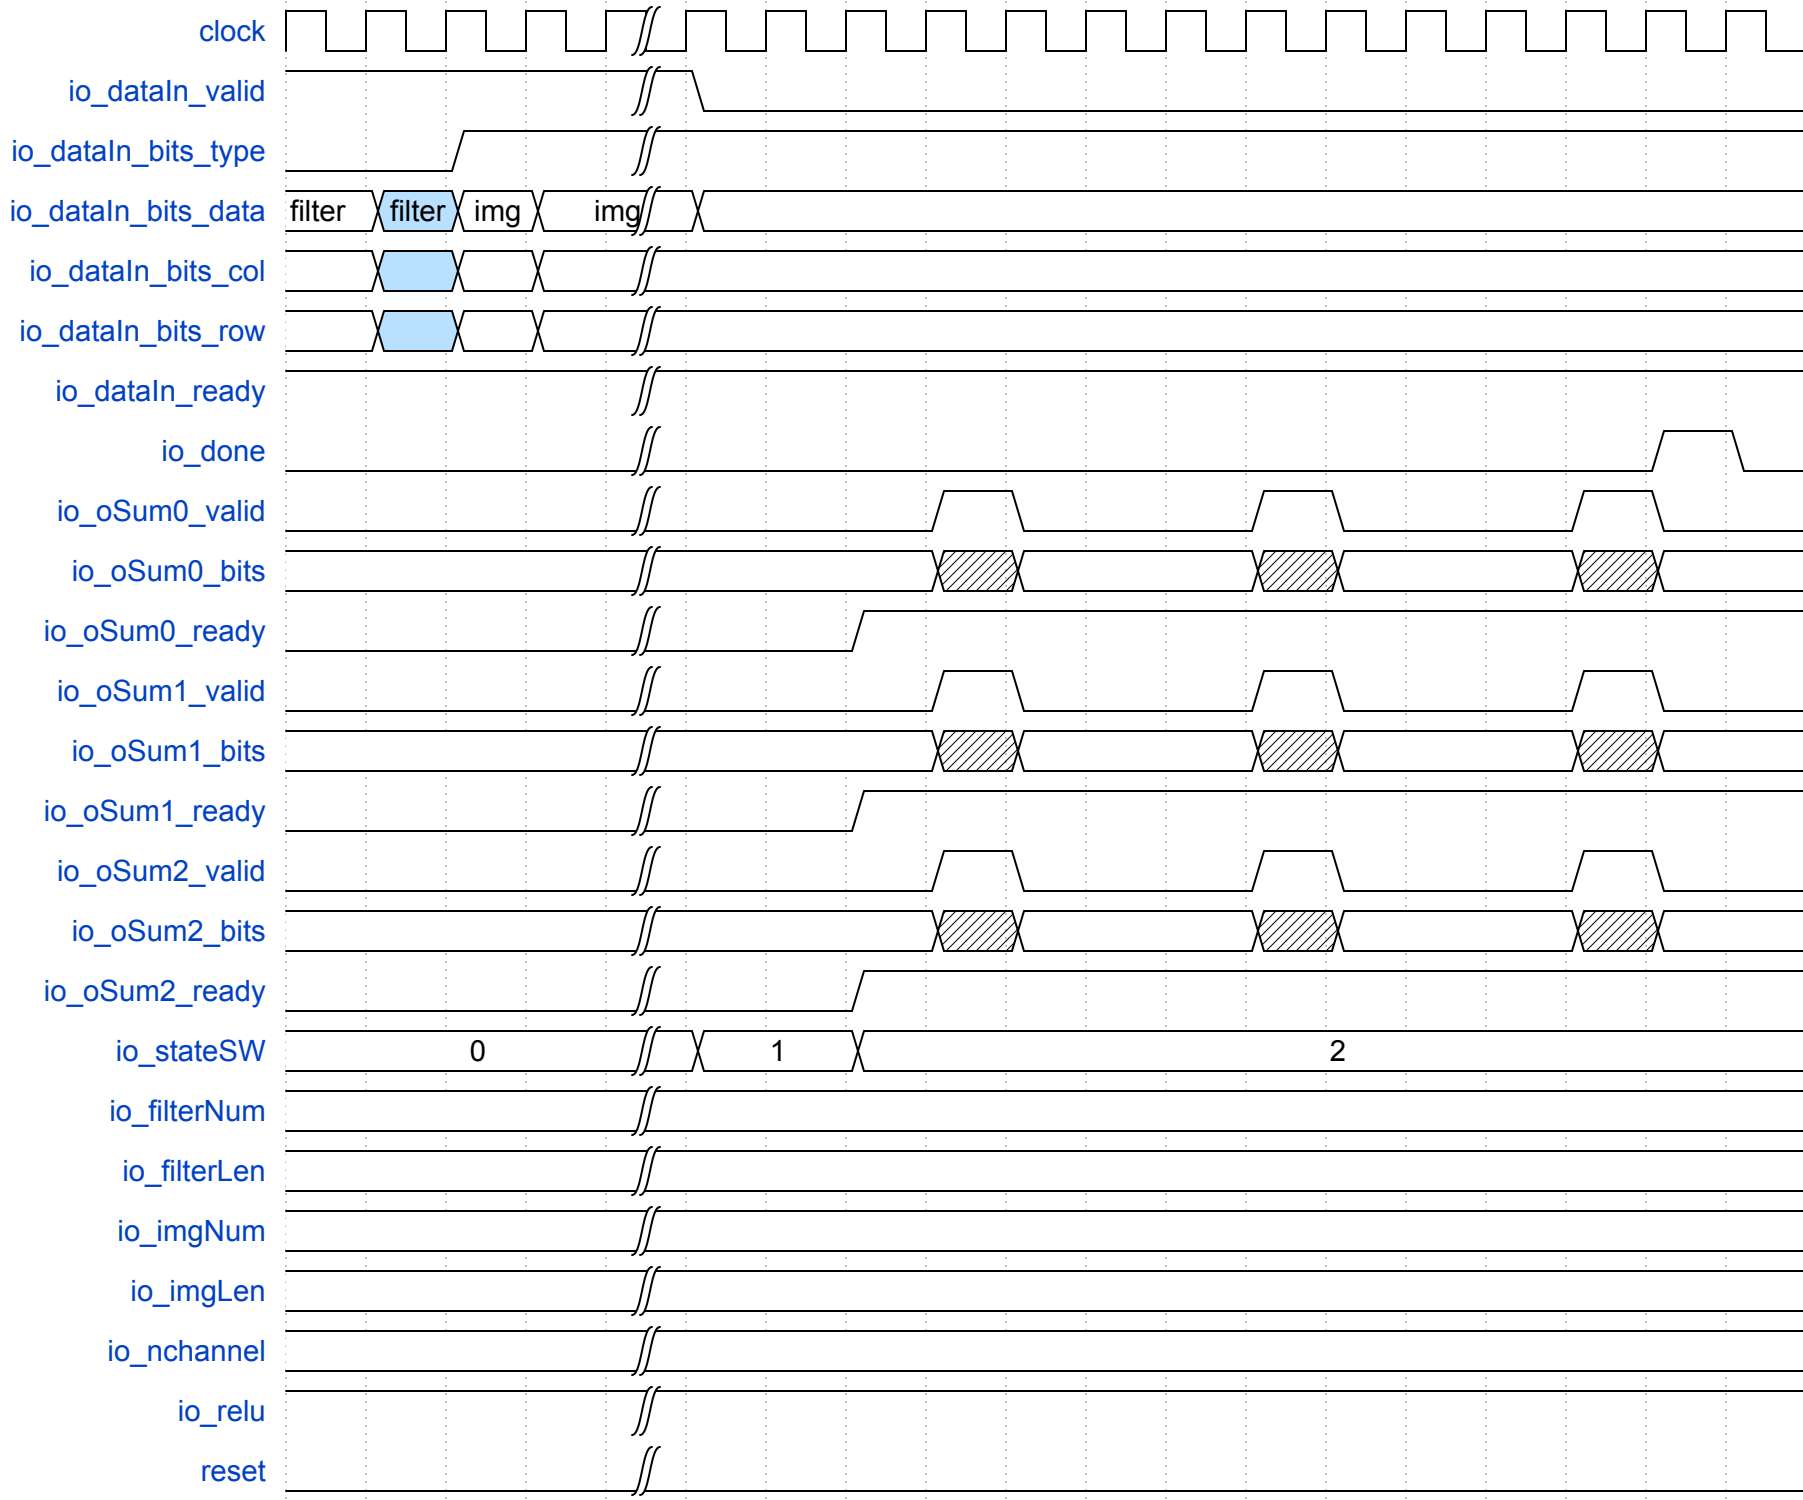 clock
io_dataIn_valid
io_dataIn_bits_type
io_dataIn_bits_data filter filter img img
io_dataIn_bits_col
io_dataIn_bits_row
io_dataIn_ready
io_done
io_oSum0_valid
io_oSum0_bits
io_oSum0_ready
io_oSum1_valid
io_oSum1_bits
io_oSum1_ready
io_oSum2_valid
io_oSum2_bits
io_oSum2_ready
io_stateSW 0 1 2
io_filterNum
io_filterLen
io_imgNum
io_imgLen
io_nchannel
io_relu
reset